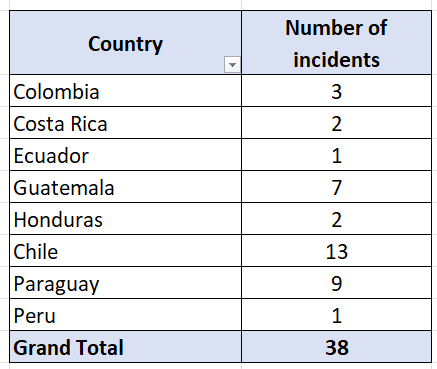 Country Number of
incidents
Colombia 3
Costa Rica 2
Ecuador 1
Guatemala 7
Honduras 2
Chile 13
Paraguay 9
Peru 1
Grand Total 38